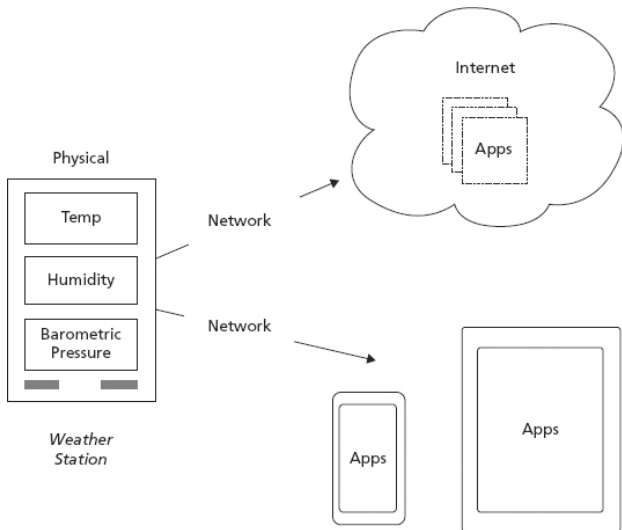 Internet
Apps
Physical
Temp
Network
Humidity
Network
Barometric
Pressure
Weather
Station
Apps
Apps